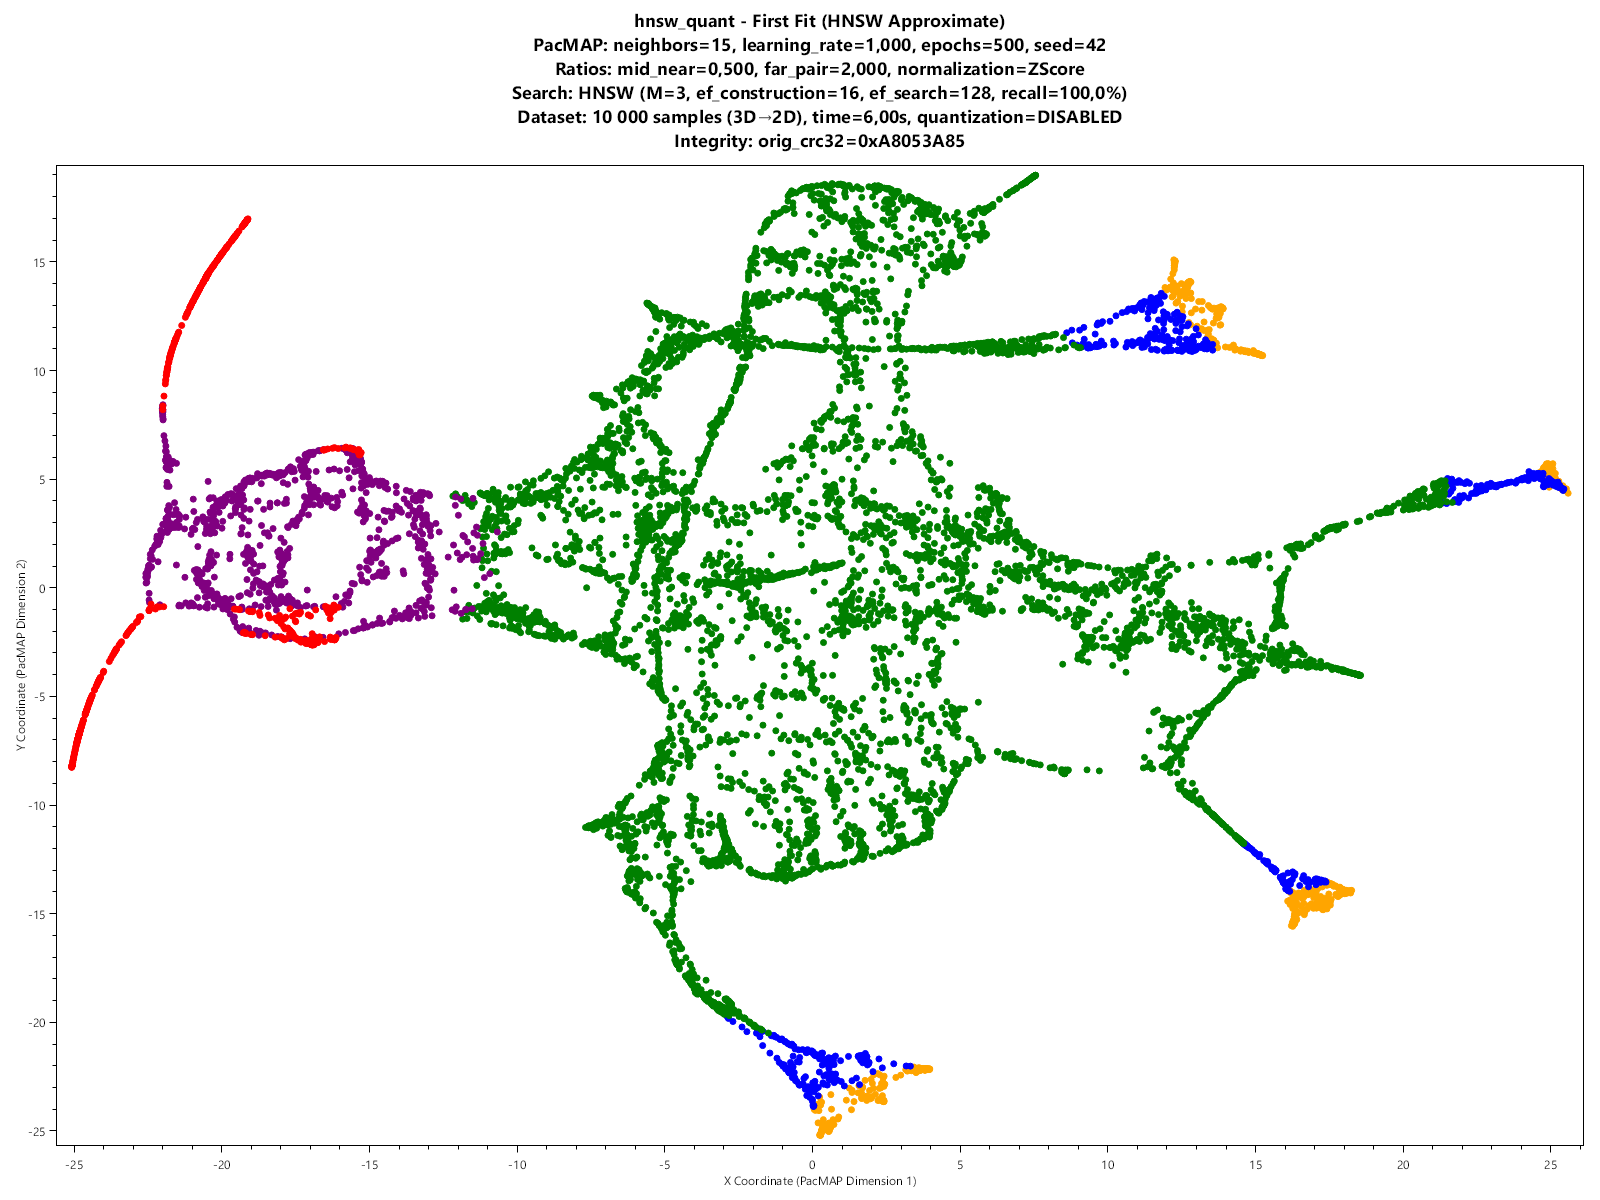 hnsw_quant - First Fit (HNSW Approximate)
PacMAP: neighbors=15, learning_rate=1,000, epochs=500, seed=42
Ratios: mid_near=0,500, far_pair=2,000, normalization=ZScore
Search: HNSW (M=3, ef_construction=16, ef_search=128, recall=100,0%)
Dataset: 10 000 samples (3D→2D), time=6,00s, quantization=DISABLED
Integrity: orig_crc32=0xA8053A85
Y Coordinate (PacMAP Dimension 2)
15
10
5
0
-5
-10
-15
-20
-25
-25 -20 -15 -10 -5 0 5 10 15 20 25
X Coordinate (PacMAP Dimension 1)